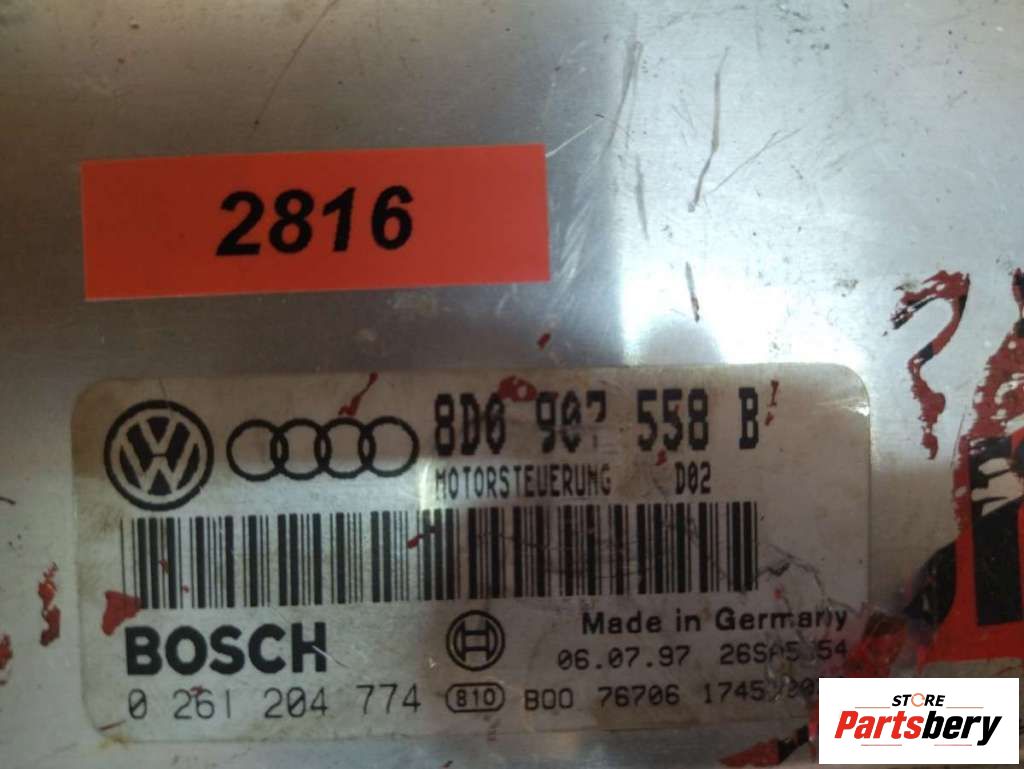 2816
8D0 907 558 B
MOTORSTEUERUNG D02
BOSCH
Made in Germany
06.07.97
0 261 204 774 810 B00 76706
STORE
Partsbery